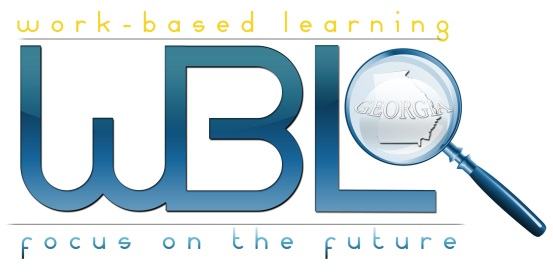 work-based learning
WBL
GEORGIA
focus on the future